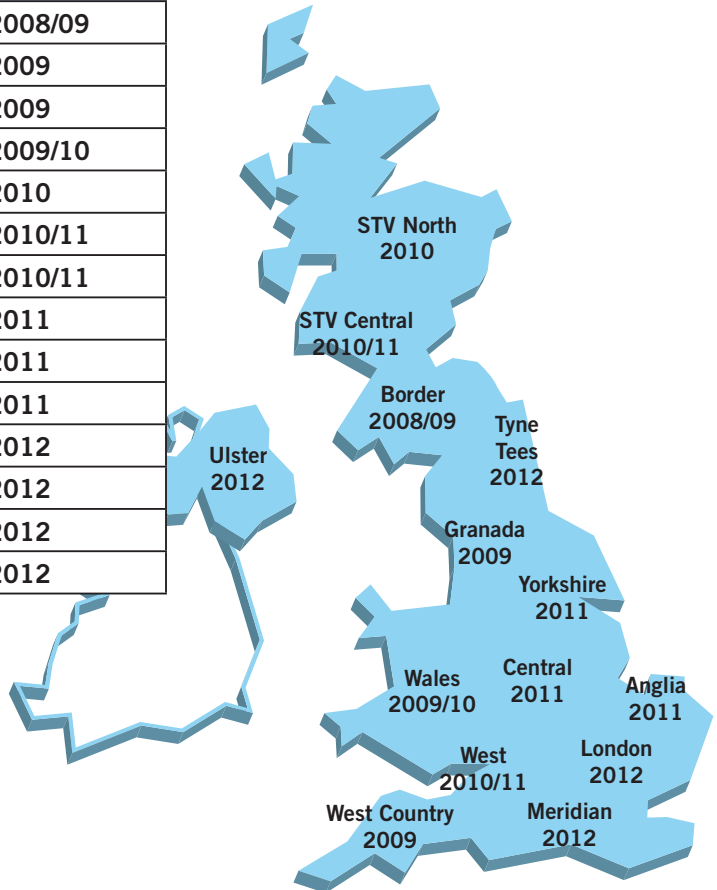 2008/09
2009
2009
2009/10
2010
2010/11
2010/11
2011
2011
2011
2012
2012
2012
2012
STV North
2010
STV Central
2010/11
Border
2008/09
Tyne
Tees
2012
Ulster
2012
Granada
2009
Yorkshire
2011
Central
2011
Wales
2009/10
Anglia
2011
West
2010/11
London
2012
West Country
2009
Meridian
2012